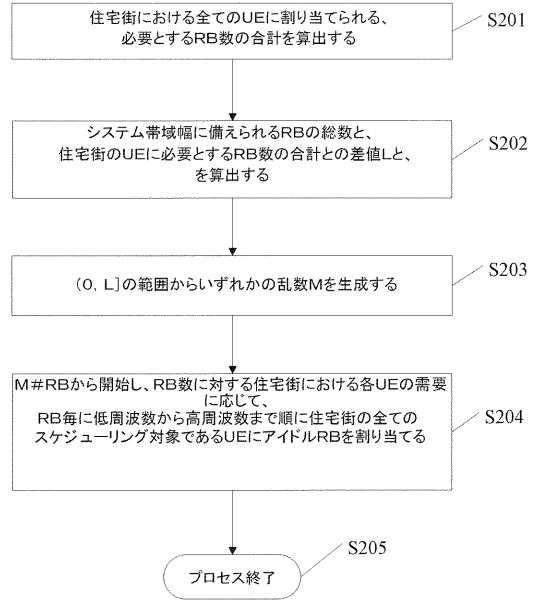 住宅街における全てのUEに割り当てられる、
必要とするRB数の合計を算出する
S201
システム帯域幅に備えられるRBの総数と、
住宅街のUEに必要とするRB数の合計との差値Lと、
を算出する
S202
(0, L]の範囲からいずれかの乱数Mを生成する
S203
M#RBから開始し、RB数に対する住宅街における各UEの需要
に応じて、
RB毎に低周波数から高周波数まで順に住宅街の全ての
スケジューリング対象であるUEにアイドルRBを割り当てる
S204
プロセス終了
S205